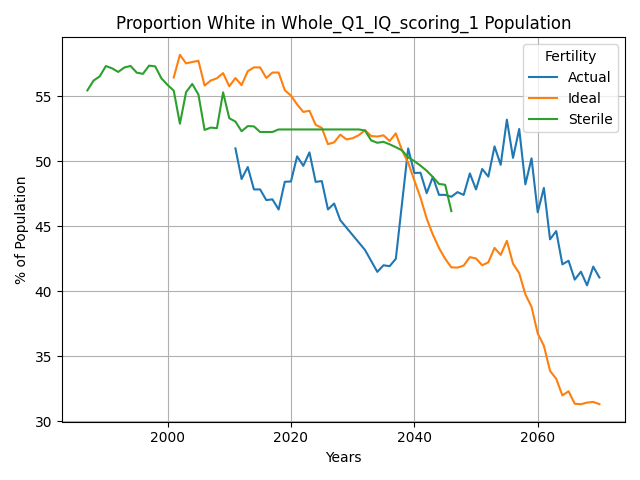 Proportion White in Whole_Q1_IQ_scoring_1 Population
Fertility
Actual
Ideal
Sterile
% of Population
55
50
45
40
35
30
2000
2020
2040
2060
Years